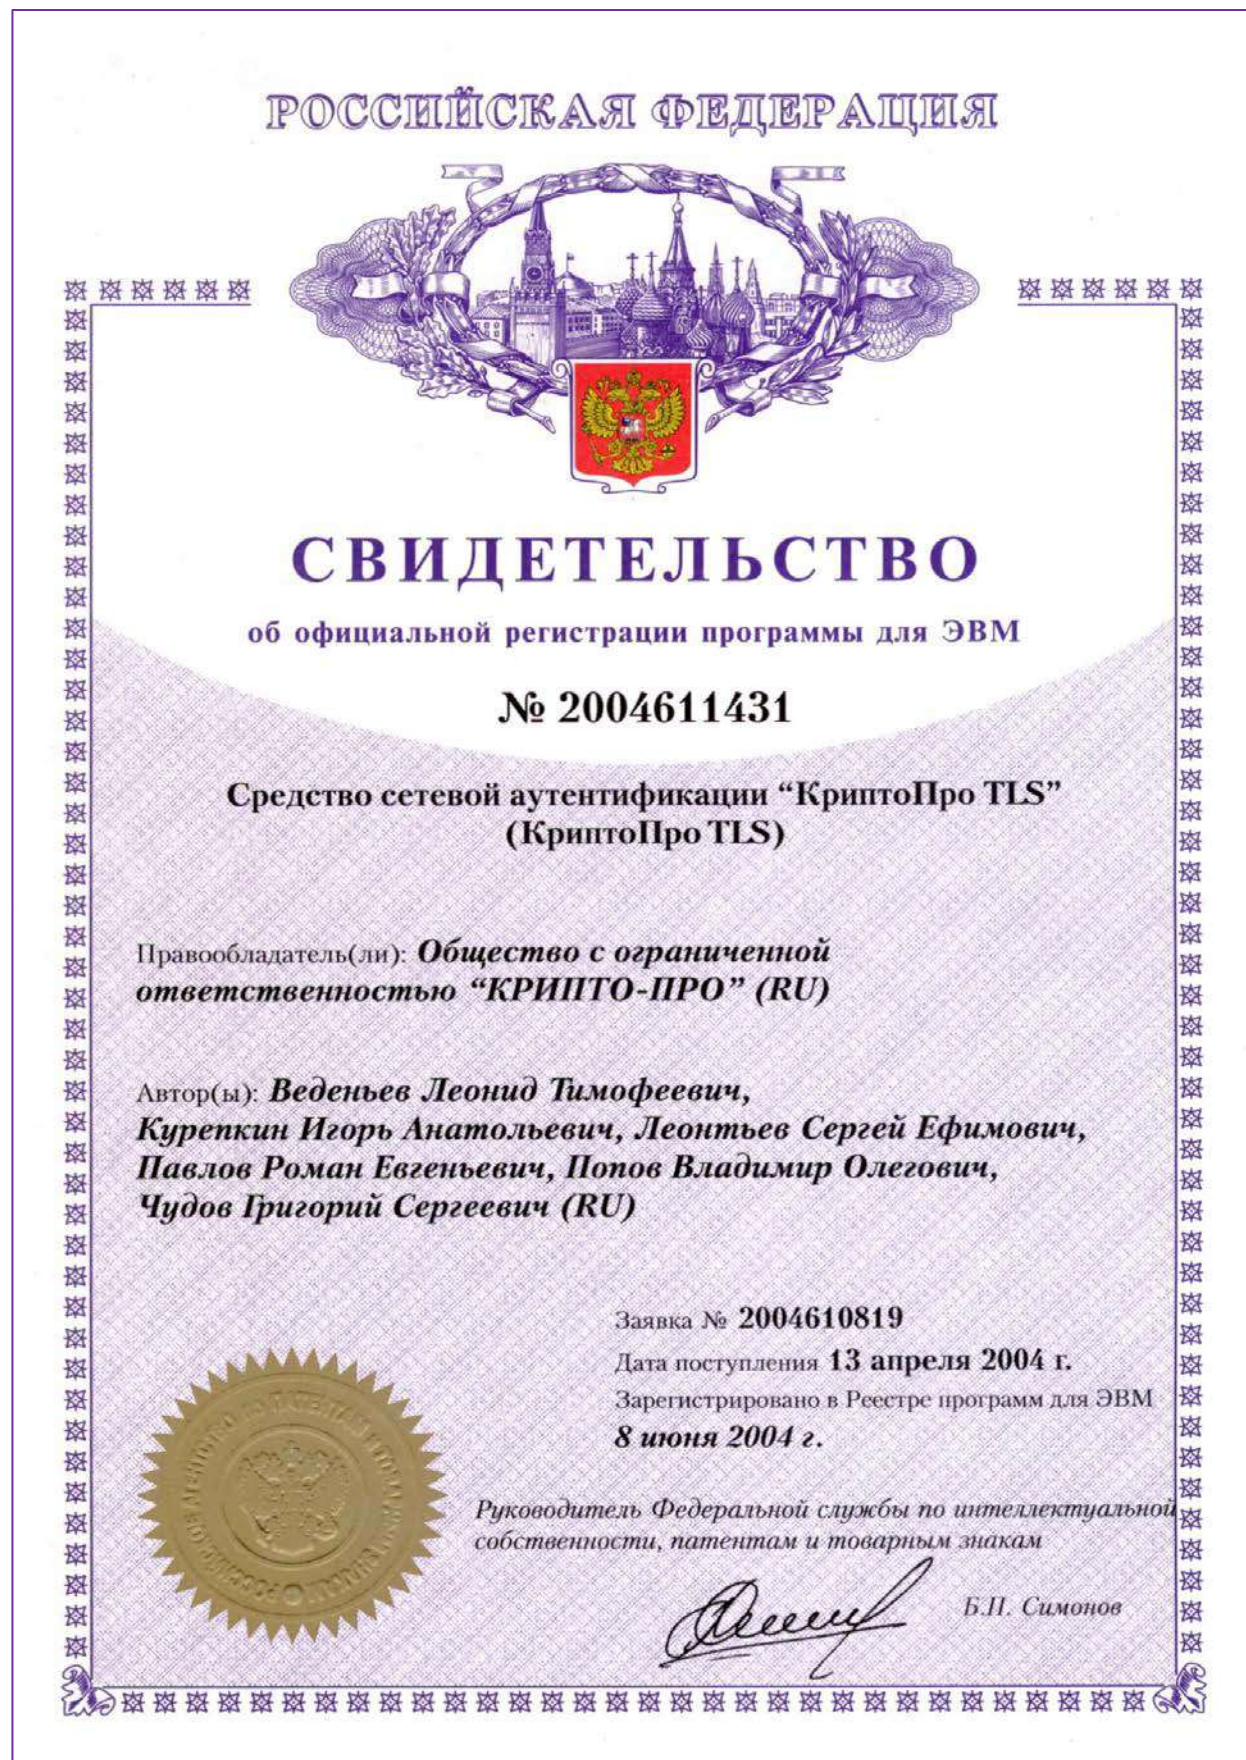 РОССИЙСКАЯ ФЕДЕРАЦИЯ
СВИДЕТЕЛЬСТВО
об официальной регистрации программы для ЭВМ
№ 2004611431
Средство сетевой аутентификации “КриптоПро TLS”
(КриптоПро TLS)
Правообладатель(ли): Общество с ограниченной
ответственностью “КРИПТО-ПРО” (RU)
Автор(ы): Веденьев Леонид Тимофеевич,
Курепкин Игорь Анатольевич, Леонтьев Сергей Ефимович,
Павлов Роман Евгеньевич, Попов Владимир Олегович,
Чудов Григорий Сергеевич (RU)
Заявка № 2004610819
Дата поступления 13 апреля 2004 г.
Зарегистрировано в Реестре программ для ЭВМ
8 июня 2004 г.
Руководитель Федеральной службы по интеллектуальной
собственности, патентам и товарным знакам
Б.П. Симонов